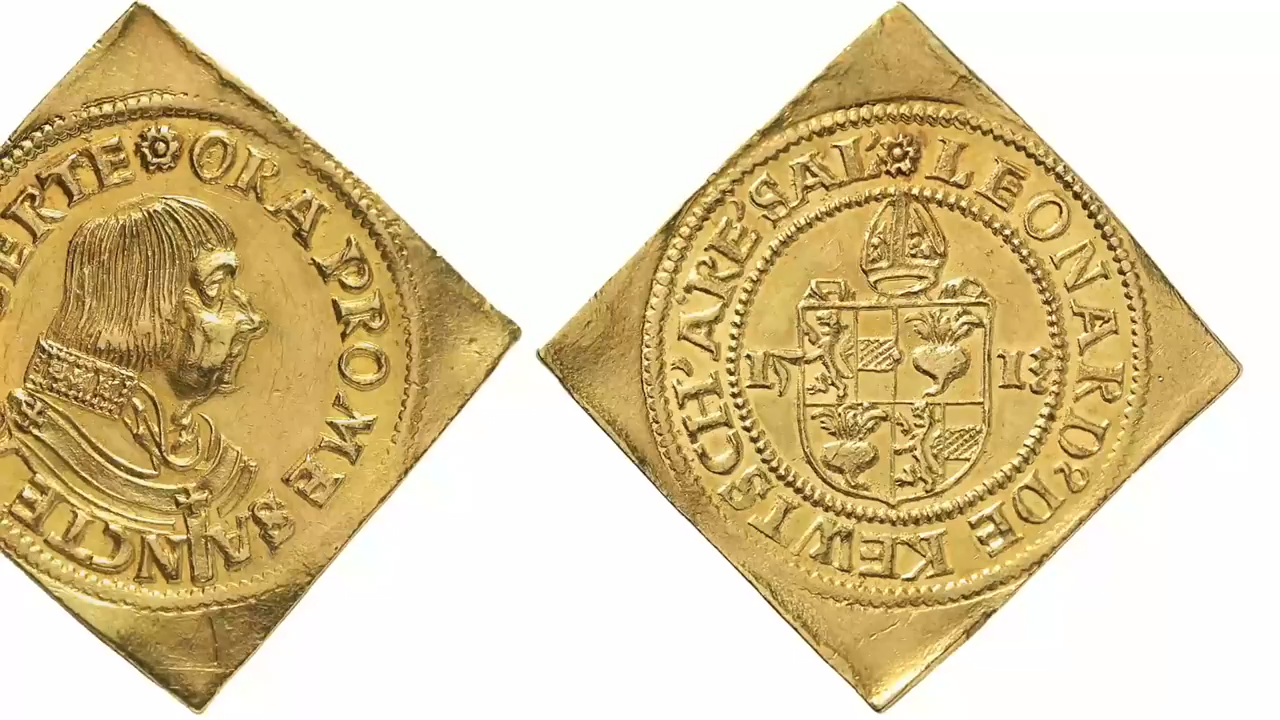 ORA PRO ME SANCTE
ERTE
LEONARD' DE KEWTSCH' ARE' SAL'
15 13